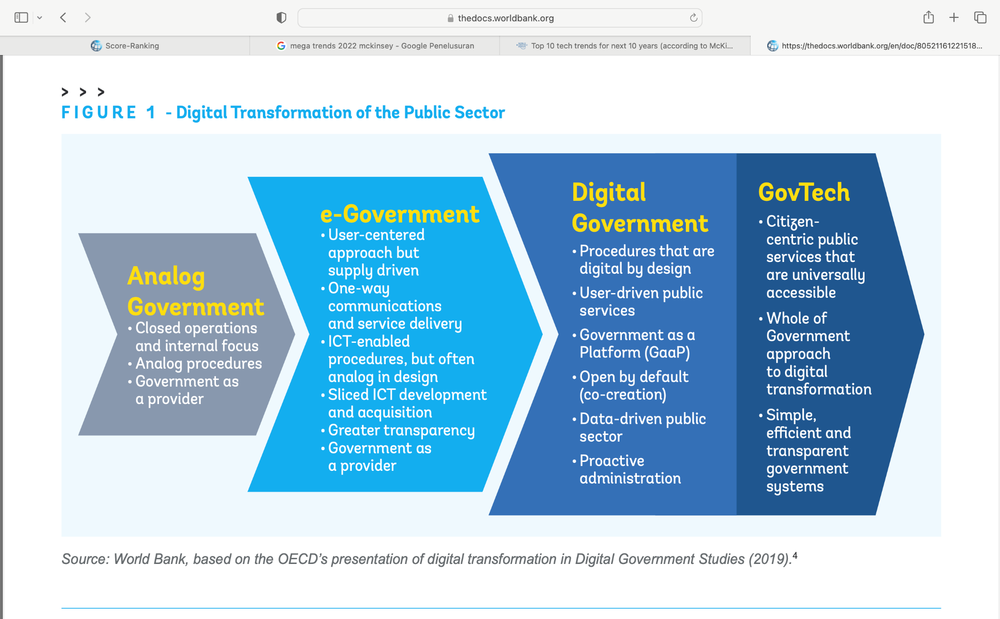 thedocs.worldbank.org
Score-Ranking
mega trends 2022 mckinsey - Google Penelusuran
Top 10 tech trends for next 10 years (according to McKi...
https://thedocs.worldbank.org/en/doc/80521161221518...
> > >
FIGURE 1 - Digital Transformation of the Public Sector
Analog
Government
• Closed operations
and internal focus
• Analog procedures
• Government as
a provider
e-Government
• User-centered
approach but
supply driven
• One-way
communications
and service delivery
• ICT-enabled
procedures, but often
analog in design
• Sliced ICT development
and acquisition
• Greater transparency
• Government as
a provider
Digital
Government
• Procedures that are
digital by design
• User-driven public
services
• Government as a
Platform (GaaP)
• Open by default
(co-creation)
• Data-driven public
sector
• Proactive
administration
GovTech
• Citizen-
centric public
services that
are universally
accessible
• Whole of
Government
approach
to digital
transformation
• Simple,
efficient and
transparent
government
systems
Source: World Bank, based on the OECD’s presentation of digital transformation in Digital Government Studies (2019).⁴